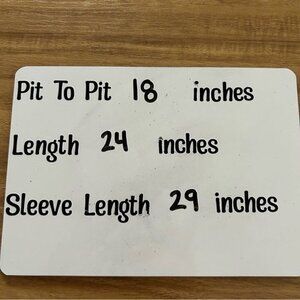 Pit To Pit 18 inches
Length 24 inches
Sleeve Length 29 inches